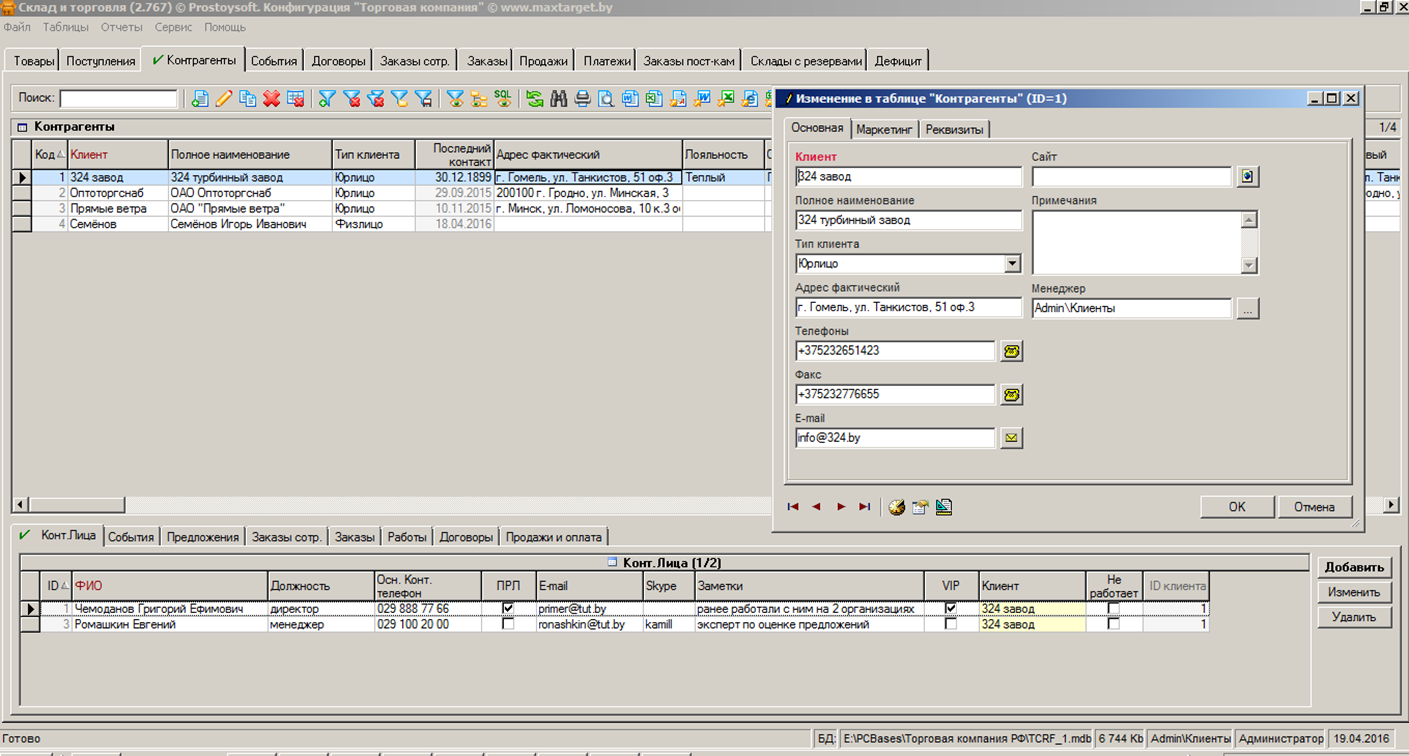 Склад и торговля (2.767) © Prostoysoft. Конфигурация "Торговая компания" © www.maxtarget.by
Файл Таблицы Отчеты Сервис Помощь
Товары Поступления Контрагенты События Договоры Заказы сотр. Заказы Продажи Платежи Заказы пост-кам Склады с резервами Дефицит
Поиск: SQL
Контрагенты 1/4
Код Клиент Полное наименование Тип клиента Последний контакт Адрес фактический Лояльность
1 324 завод 324 турбинный завод Юрлицо 30.12.1899 г. Гомель, ул. Танкистов, 51 оф.3 Теплый
2 Оптоторгснаб ОАО Оптоторгснаб Юрлицо 29.09.2015 200100 г. Гродно, ул. Минская, 3
3 Прямые ветра ОАО "Прямые ветра" Юрлицо 10.11.2015 г. Минск, ул. Ломоносова, 10 к.3 о
4 Семёнов Семёнов Игорь Иванович Физлицо 18.04.2016
Изменение в таблице "Контрагенты" (ID=1)
Основная Маркетинг Реквизиты
Клиент Сайт
324 завод
Полное наименование Примечания
324 турбинный завод
Тип клиента
Юрлицо
Адрес фактический Менеджер
г. Гомель, ул. Танкистов, 51 оф.3 Admin\Клиенты ...
Телефоны
+375232651423
Факс
+375232776655
E-mail
info@324.by
OK Отмена
Конт.Лица События Предложения Заказы сотр. Заказы Работы Договоры Продажи и оплата
Конт.Лица (1/2)
ID ФИО Должность Осн. Конт. телефон ПРЛ E-mail Skype Заметки VIP Клиент Не работает ID клиента
1 Чемоданов Григорий Ефимович директор 029 888 77 66 primer@tut.by ранее работали с ним на 2 организациях 324 завод 1
3 Ромашкин Евгений менеджер 029 100 20 00 ronashkin@tut.by kamill эксперт по оценке предложений 324 завод 1
Добавить
Изменить
Удалить
Готово БД: E:\PCBases\Торговая компания РФ\TCRF_1.mdb 6 744 Kb Admin\Клиенты Администратор 19.04.2016